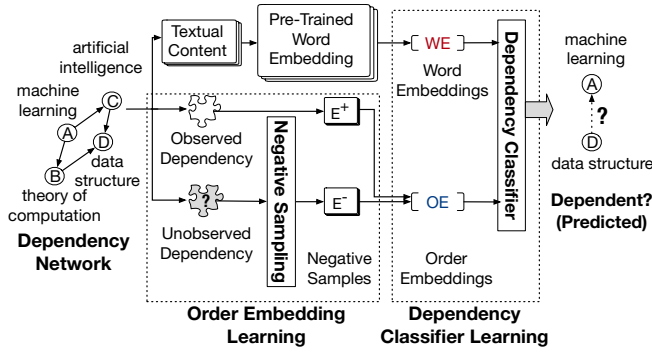 artificial
intelligence
machine
learning
C
A
D
B
data
structure
theory of
computation
Dependency
Network
Textual
Content
Pre-Trained
Word
Embedding
Observed
Dependency
?
Unobserved
Dependency
Negative Sampling
E+
E-
Negative
Samples
Order Embedding
Learning
[ WE ]
Word
Embeddings
[ OE ]
Order
Embeddings
Dependency Classifier
Dependency
Classifier Learning
machine
learning
A
?
D
data structure
Dependent?
(Predicted)